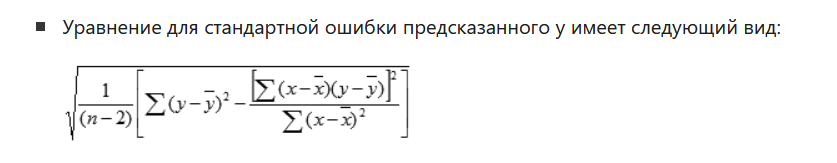 ▪ Уравнение для стандартной ошибки предсказанного y имеет следующий вид:
√(1/(n−2) [∑(y−y̅)² − [∑(x−x̅)(y−y̅)]² / ∑(x−x̅)²])